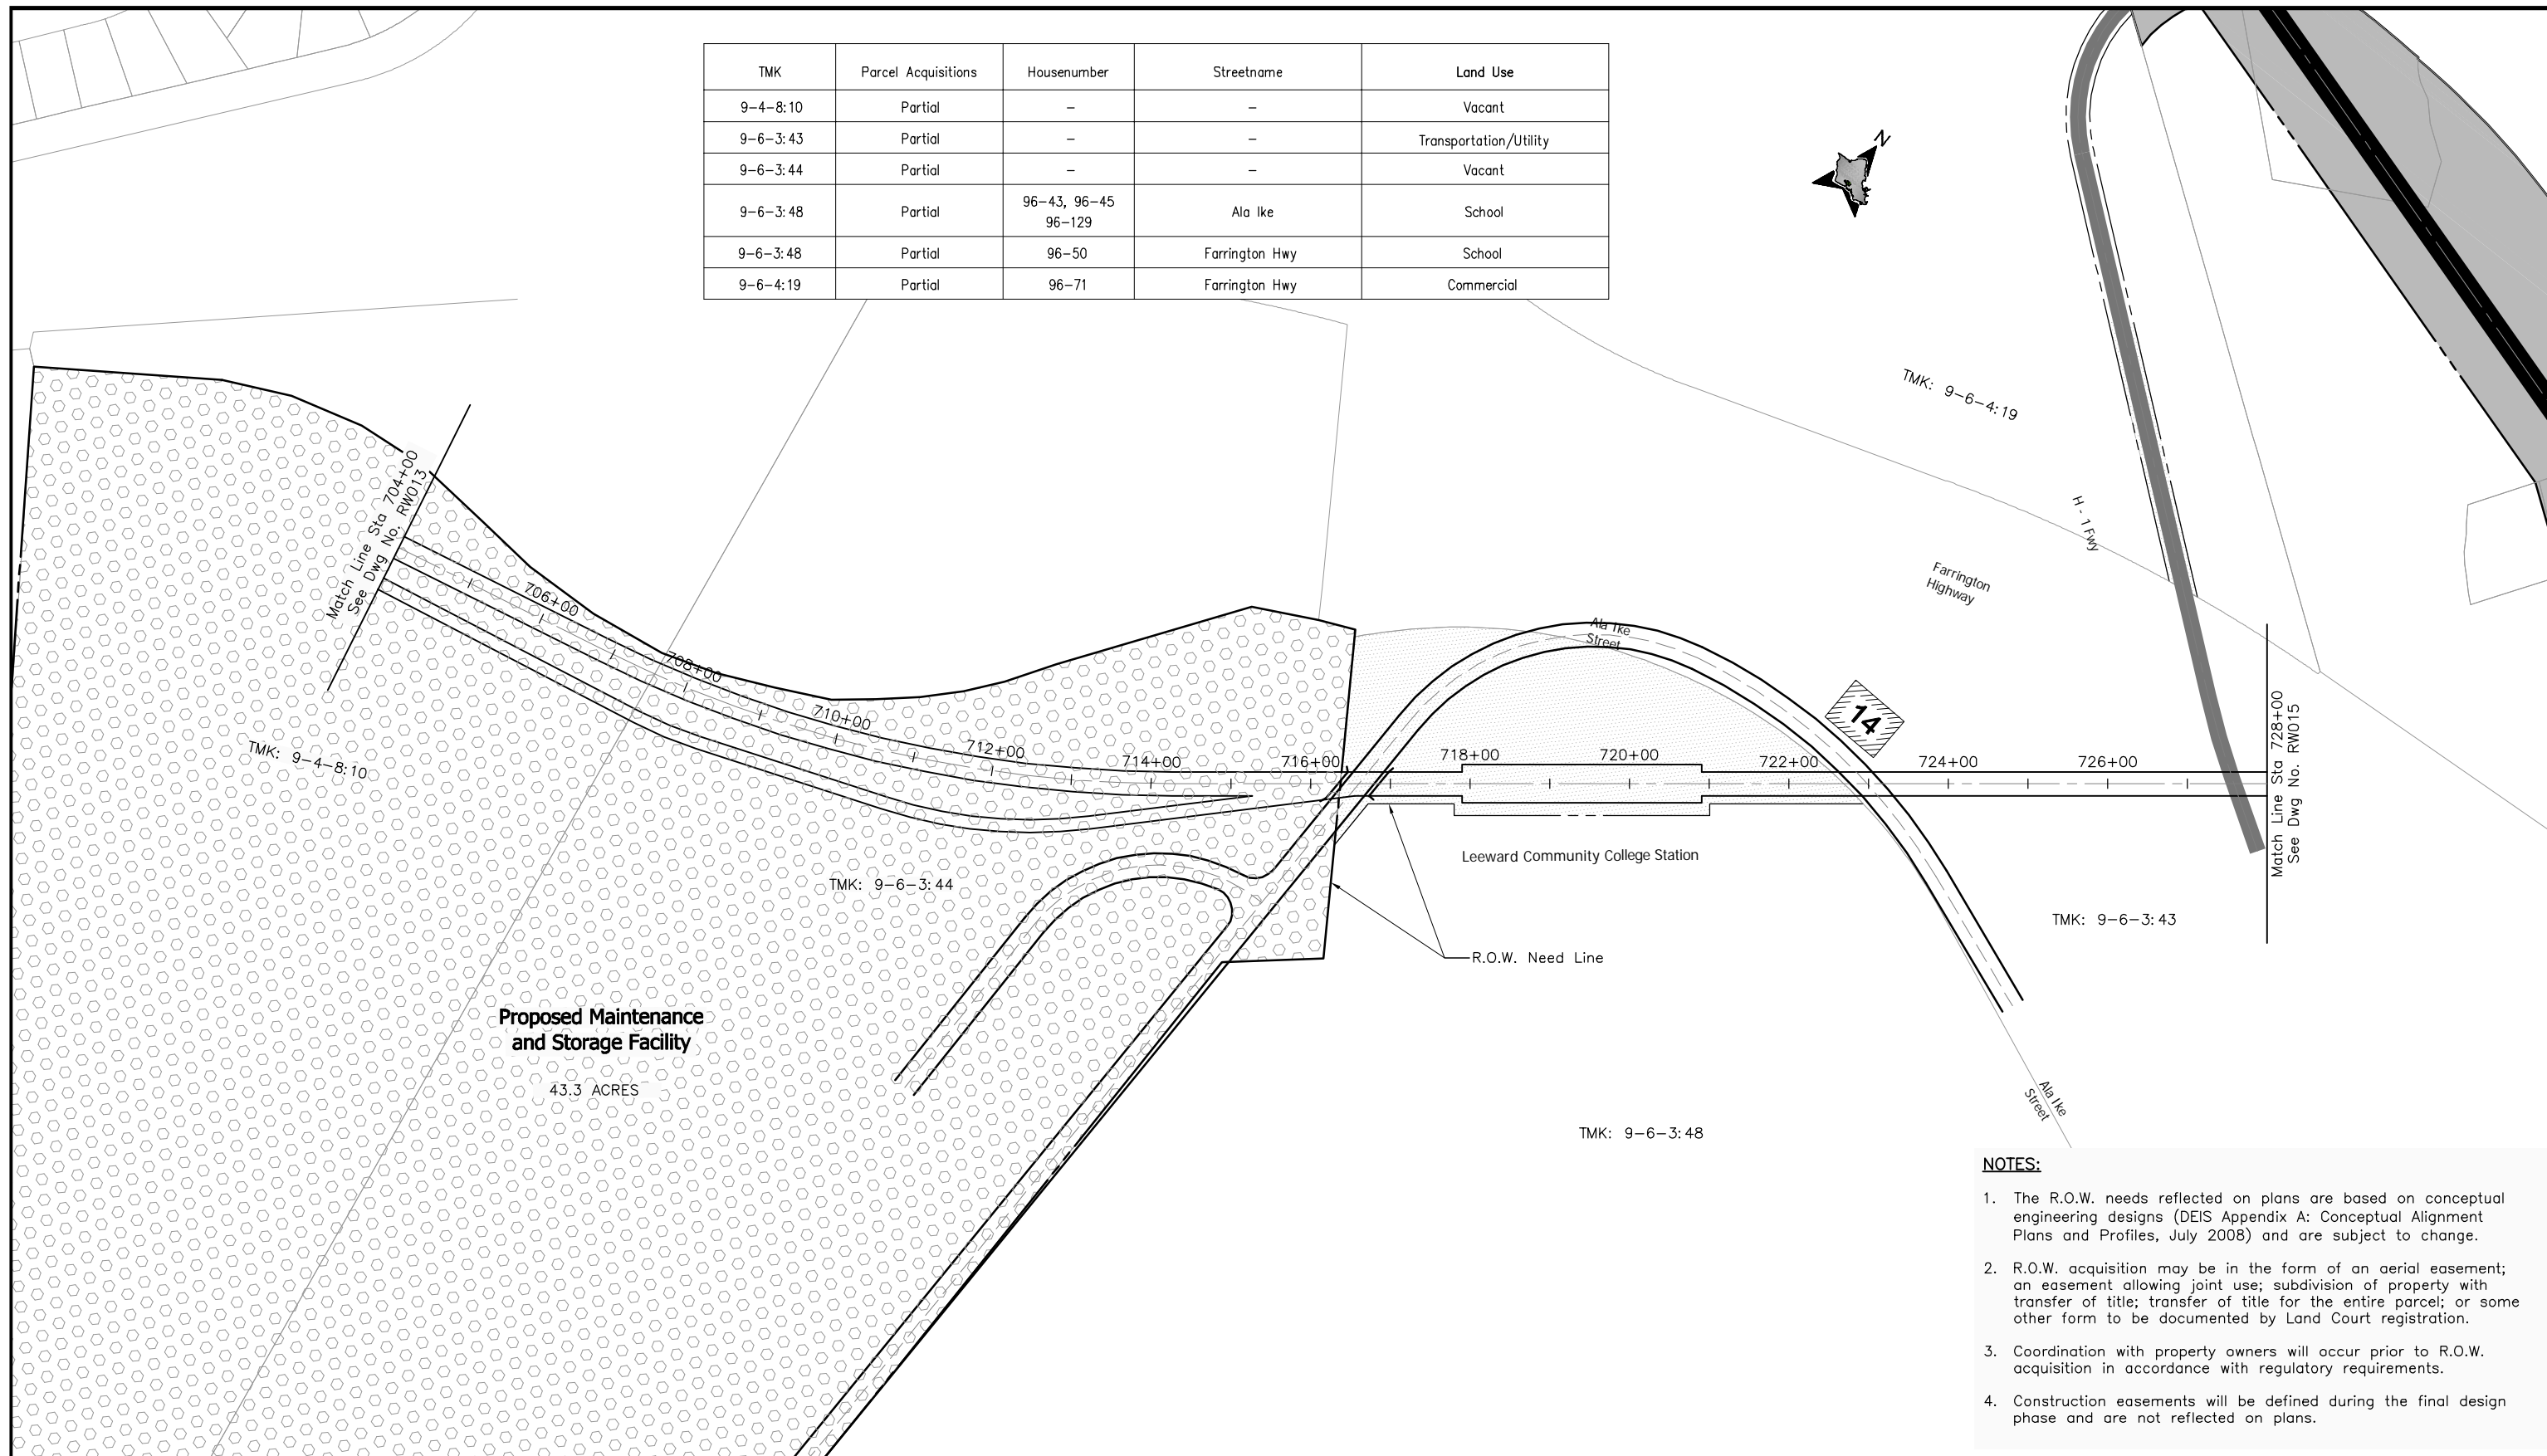 TMK Parcel Acquisitions Housenumber Streetname Land Use
9-4-8:10 Partial - - Vacant
9-6-3:43 Partial - - Transportation/Utility
9-6-3:44 Partial - - Vacant
9-6-3:48 Partial 96-43, 96-45 96-129 Ala Ike School
9-6-3:48 Partial 96-50 Farrington Hwy School
9-6-4:19 Partial 96-71 Farrington Hwy Commercial
N
TMK: 9-6-4:19
H-1 Fwy
Farrington
Highway
Match Line Sta 704+00
See Dwg No. RW013
706+00
708+00
710+00
712+00
714+00
716+00
718+00
720+00
722+00
724+00
726+00
Ala Ike
Street
14
Match Line Sta 728+00
See Dwg No. RW015
TMK: 9-4-8:10
TMK: 9-6-3:44
Leeward Community College Station
TMK: 9-6-3:43
R.O.W. Need Line
Proposed Maintenance
and Storage Facility
43.3 ACRES
Ala Ike
Street
TMK: 9-6-3:48
NOTES:
1. The R.O.W. needs reflected on plans are based on conceptual
engineering designs (DEIS Appendix A: Conceptual Alignment
Plans and Profiles, July 2008) and are subject to change.
2. R.O.W. acquisition may be in the form of an aerial easement;
an easement allowing joint use; subdivision of property with
transfer of title; transfer of title for the entire parcel; or some
other form to be documented by Land Court registration.
3. Coordination with property owners will occur prior to R.O.W.
acquisition in accordance with regulatory requirements.
4. Construction easements will be defined during the final design
phase and are not reflected on plans.